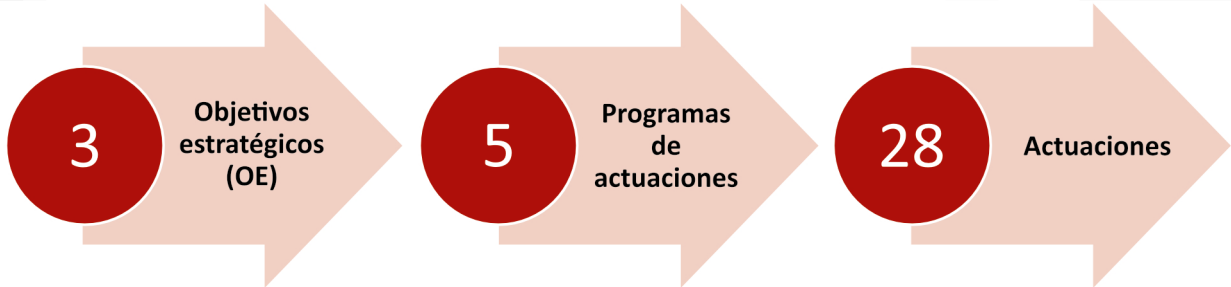 3
Objetivos
estratégicos
(OE)
5
Programas
de
actuaciones
28
Actuaciones